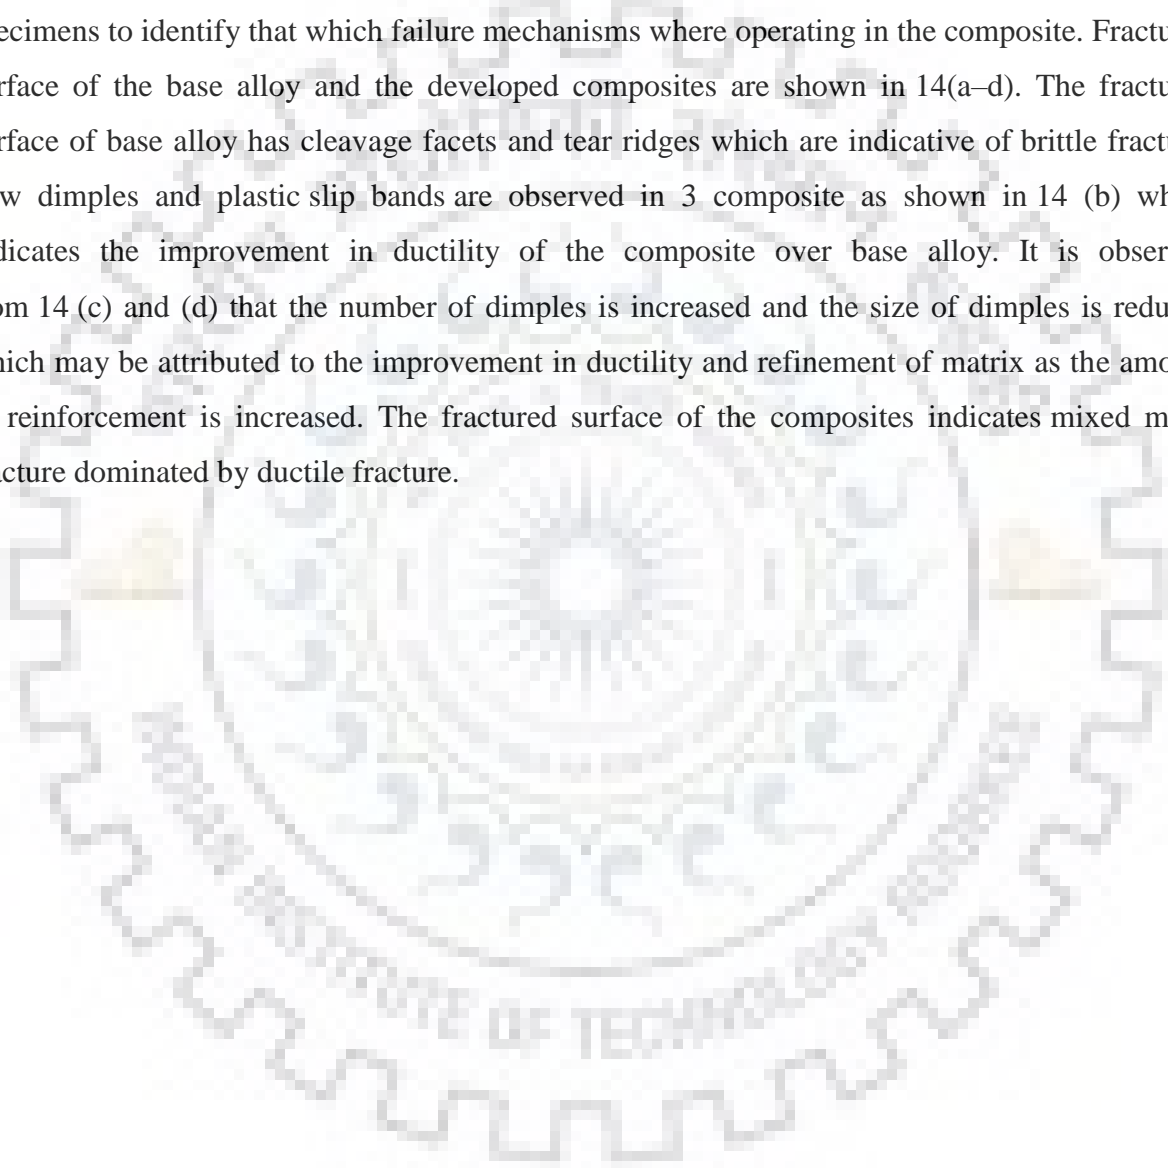 ecimens to identify that which failure mechanisms where operating in the composite. Fractu
rface of the base alloy and the developed composites are shown in 14(a–d). The fractu
rface of base alloy has cleavage facets and tear ridges which are indicative of brittle fractu
w dimples and plastic slip bands are observed in 3 composite as shown in 14 (b) wh
dicates the improvement in ductility of the composite over base alloy. It is obser
om 14 (c) and (d) that the number of dimples is increased and the size of dimples is redu
hich may be attributed to the improvement in ductility and refinement of matrix as the amo
reinforcement is increased. The fractured surface of the composites indicates mixed m
acture dominated by ductile fracture.
INSTITUTE OF TECHNOLOGY